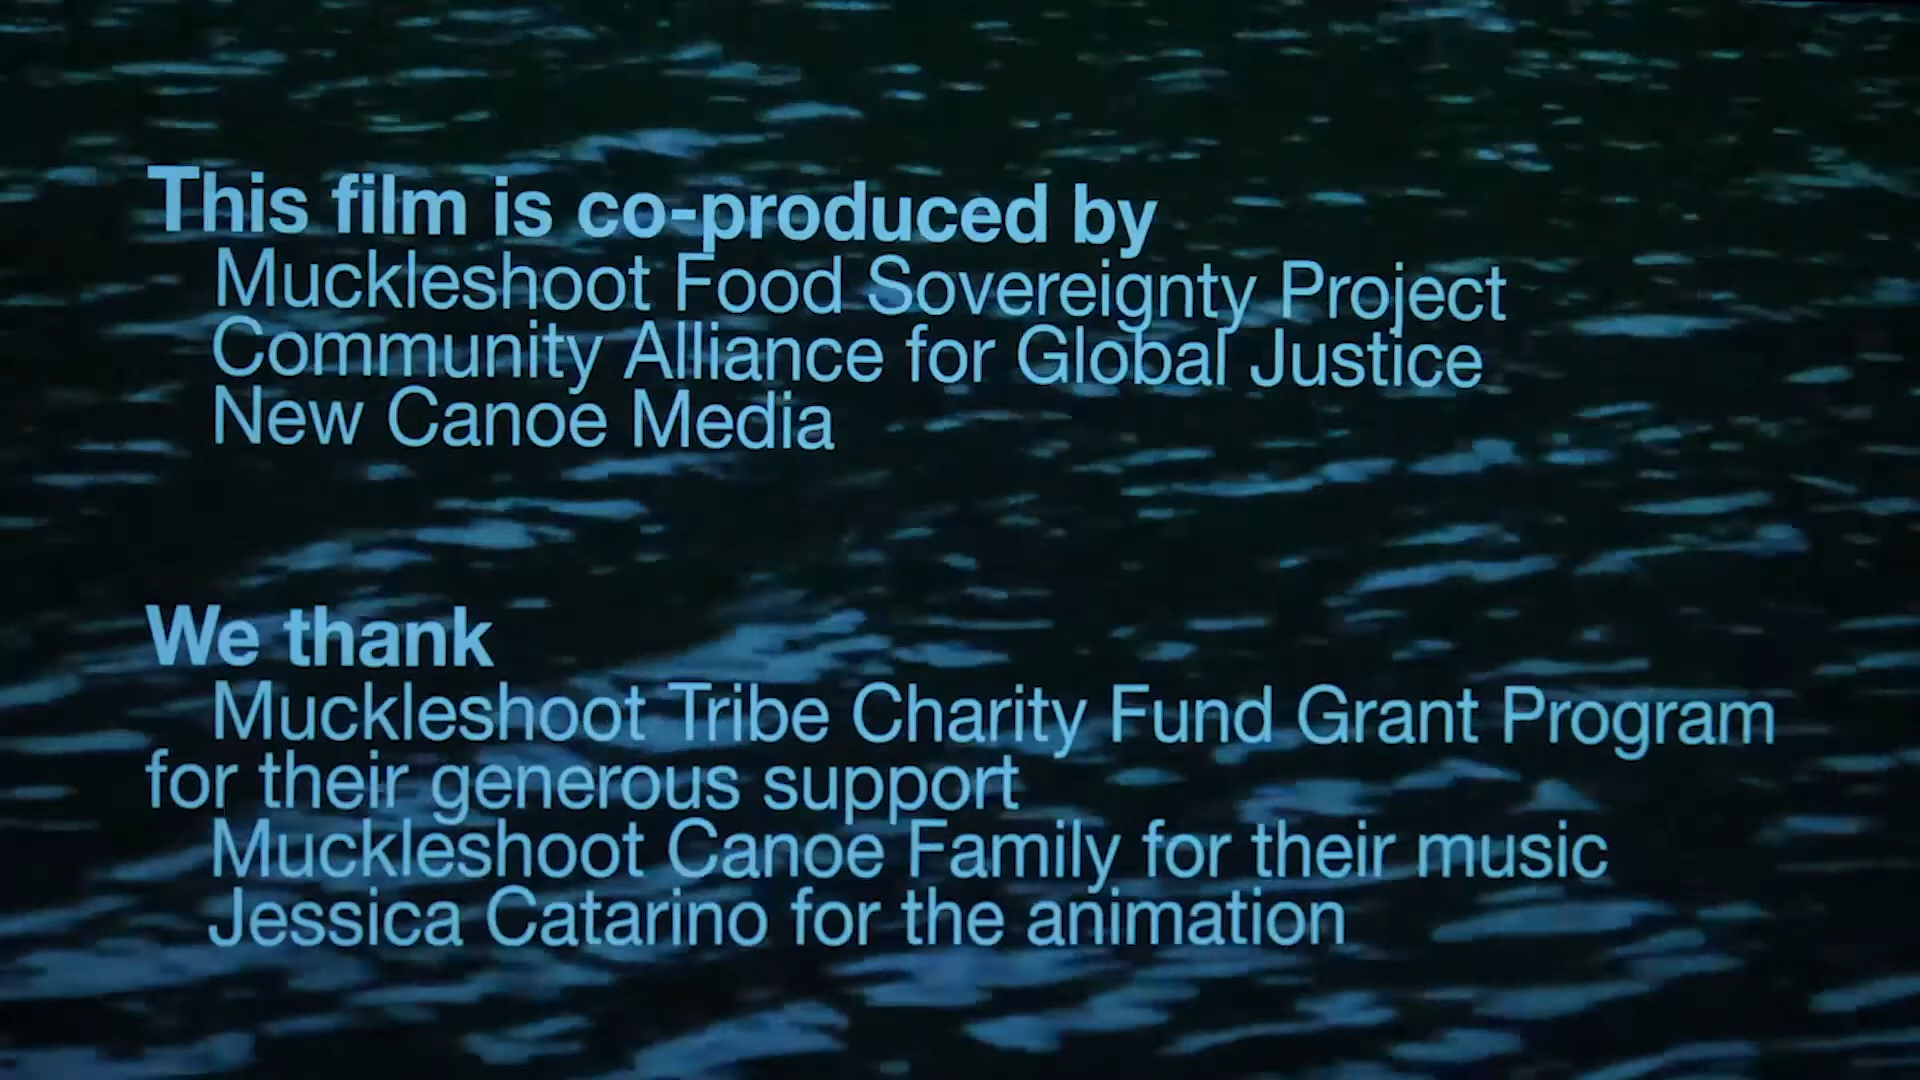 This film is co-produced by
Muckleshoot Food Sovereignty Project
Community Alliance for Global Justice
New Canoe Media
We thank
Muckleshoot Tribe Charity Fund Grant Program
for their generous support
Muckleshoot Canoe Family for their music
Jessica Catarino for the animation